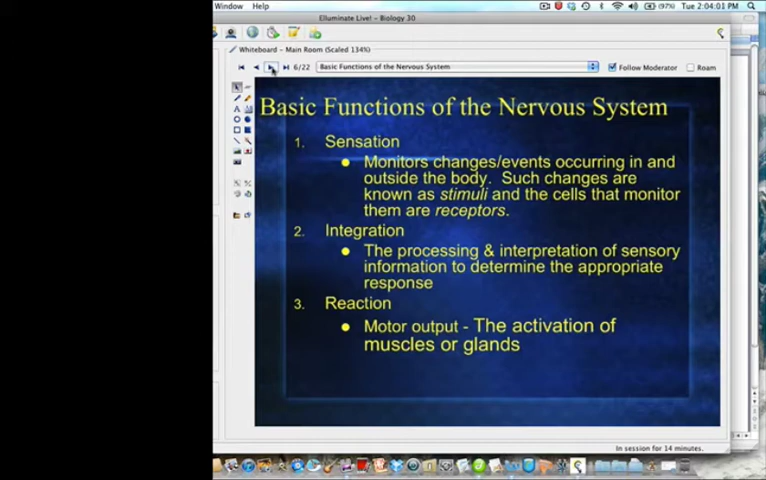 Window Help (97%) Tue 2:04:01 PM
Elluminate Live! - Biology 30
Whiteboard - Main Room (Scaled 134%)
6/22 Basic Functions of the Nervous System Follow Moderator Roam
Basic Functions of the Nervous System
1. Sensation
• Monitors changes/events occurring in and
outside the body. Such changes are
known as stimuli and the cells that monitor
them are receptors.
2. Integration
• The processing & interpretation of sensory
information to determine the appropriate
response
3. Reaction
• Motor output - The activation of
muscles or glands
In session for 14 minutes.